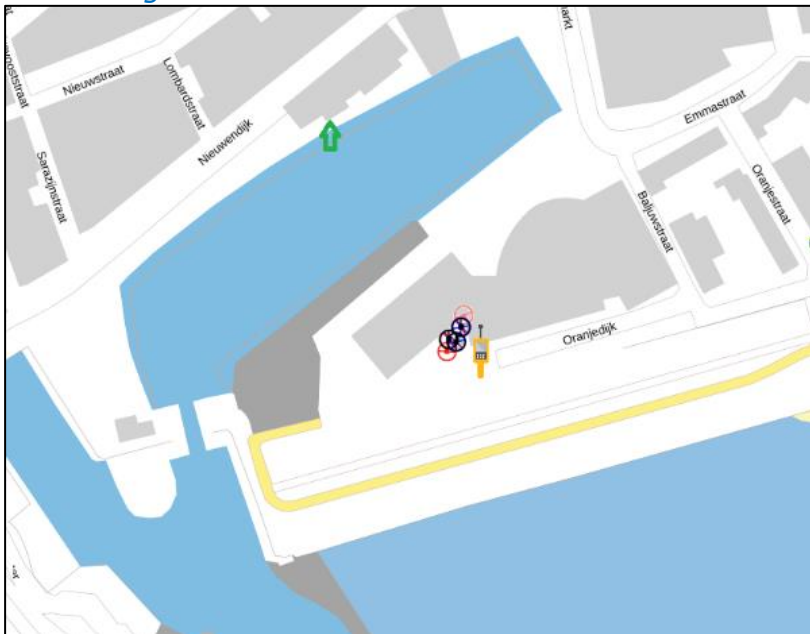 Nieuwstraat
Lombardstraat
Nieuwendijk
Sarazijnstraat
Emmastraat
Oranjestraat
Baljuwstraat
Oranjedijk